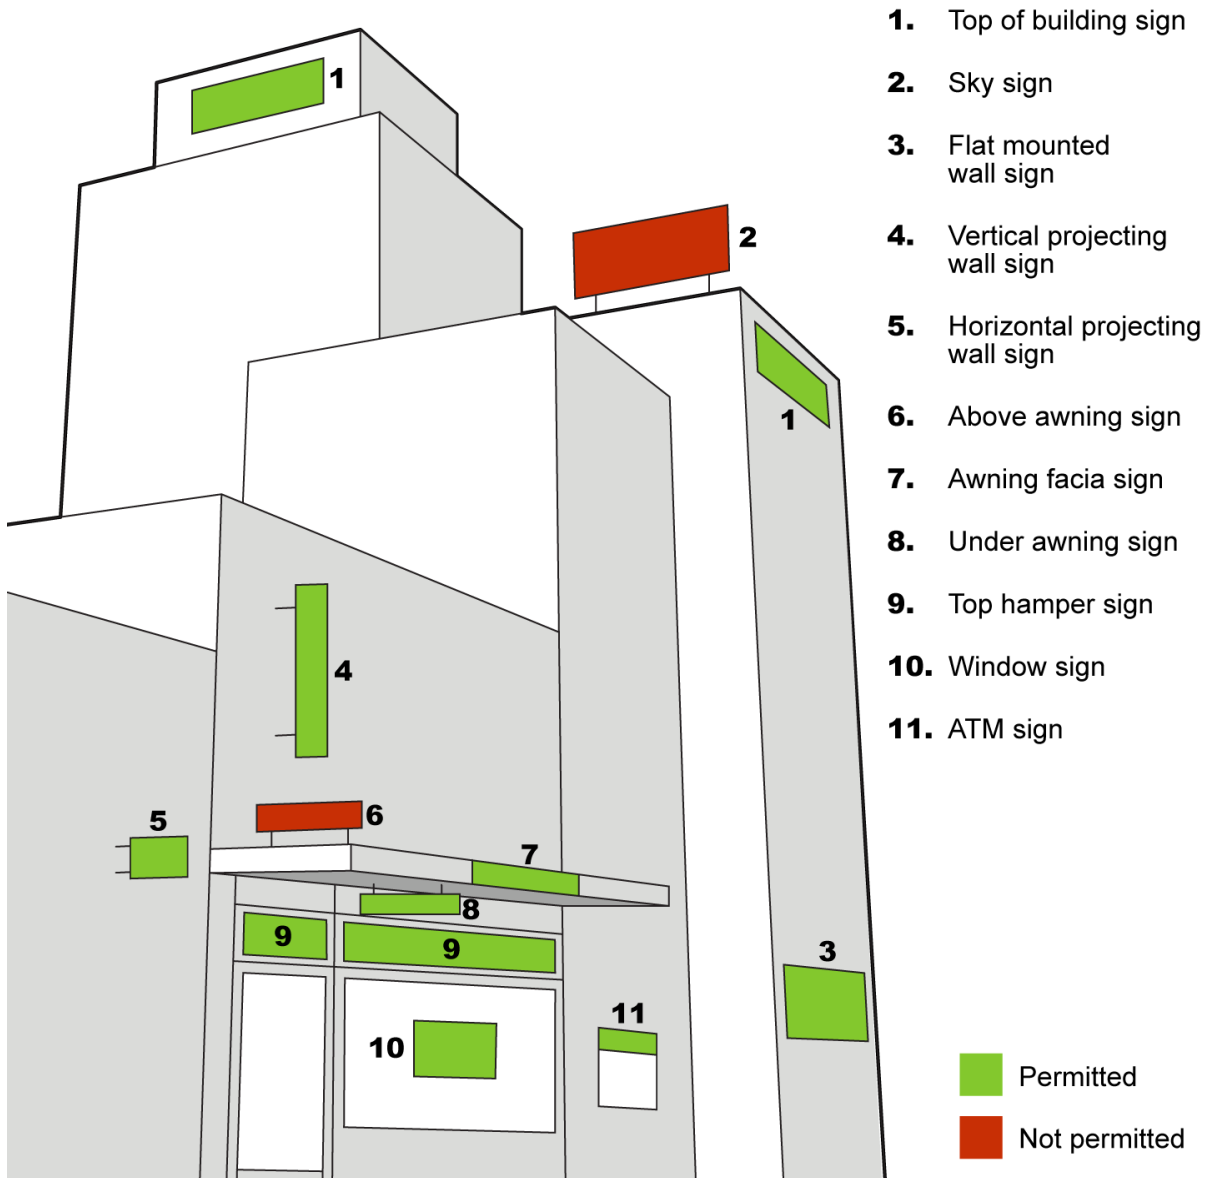 1. Top of building sign
2. Sky sign
3. Flat mounted
wall sign
4. Vertical projecting
wall sign
5. Horizontal projecting
wall sign
6. Above awning sign
7. Awning facia sign
8. Under awning sign
9. Top hamper sign
10. Window sign
11. ATM sign
1
2
1
4
5
6
7
8
9
9
3
10
11
Permitted
Not permitted